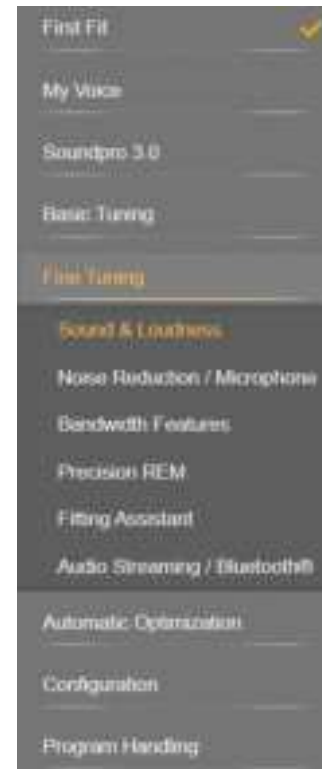 First Fit
My Voice
Soundpro 3.0
Basic Tuning
Fine Tuning
Sound & Loudness
Noise Reduction / Microphone
Bandwidth Features
Precision REM
Fitting Assistant
Audio Streaming / Bluetooth®
Automatic Optimization
Configuration
Program Handling